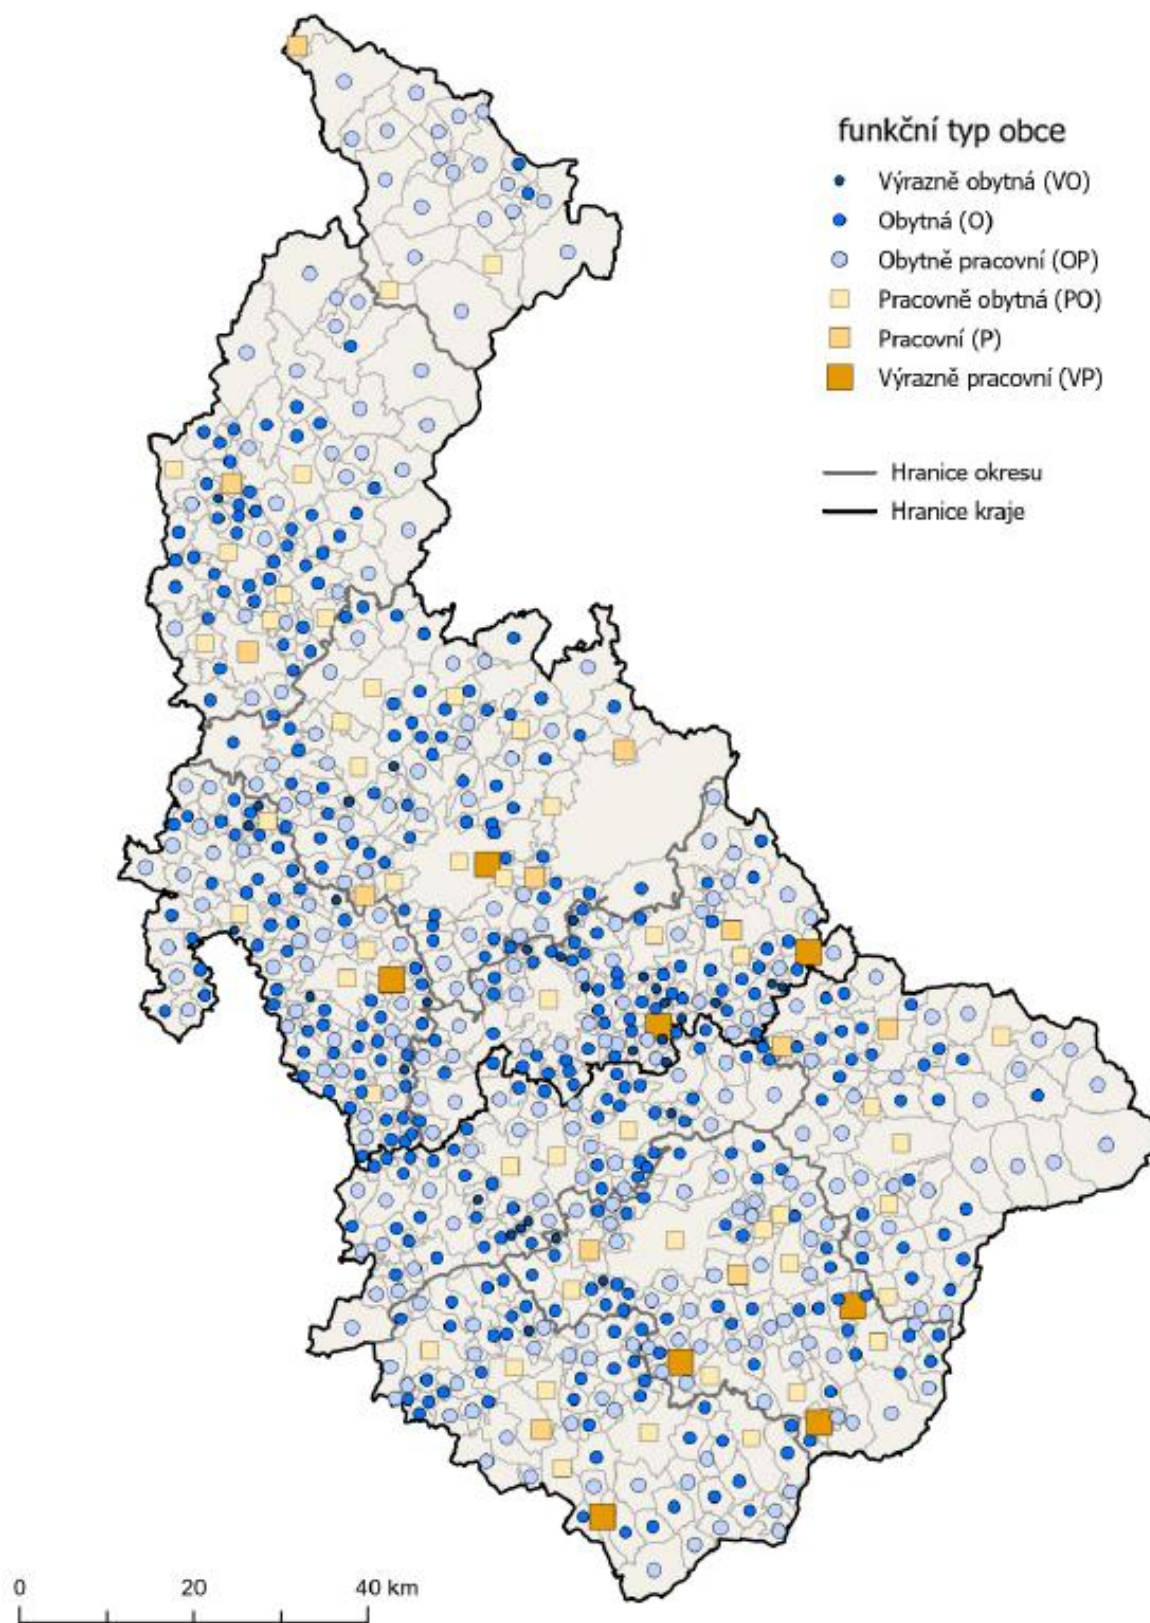 funkční typ obce
Výrazně obytná (VO)
Obytná (O)
Obytně pracovní (OP)
Pracovně obytná (PO)
Pracovní (P)
Výrazně pracovní (VP)
Hranice okresu
Hranice kraje
0 20 40 km